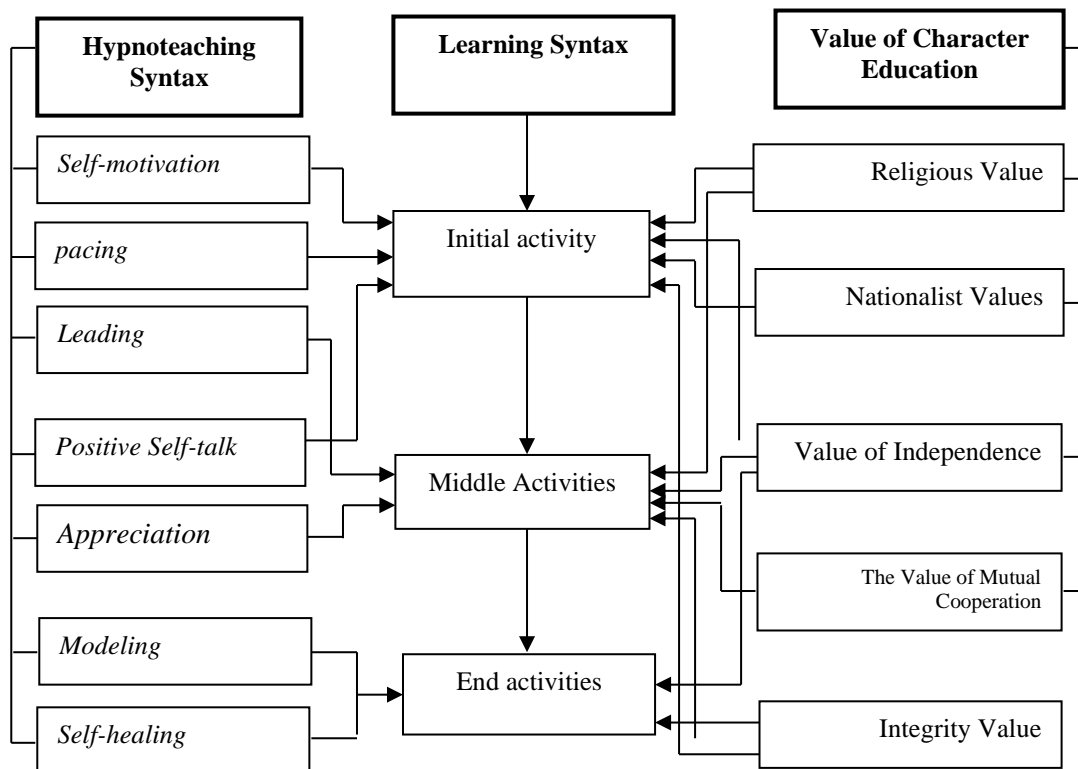 Hypnoteaching
Syntax
Learning Syntax
Value of Character
Education
Self-motivation
pacing
Leading
Positive Self-talk
Appreciation
Modeling
Self-healing
Initial activity
Middle Activities
End activities
Religious Value
Nationalist Values
Value of Independence
The Value of Mutual
Cooperation
Integrity Value